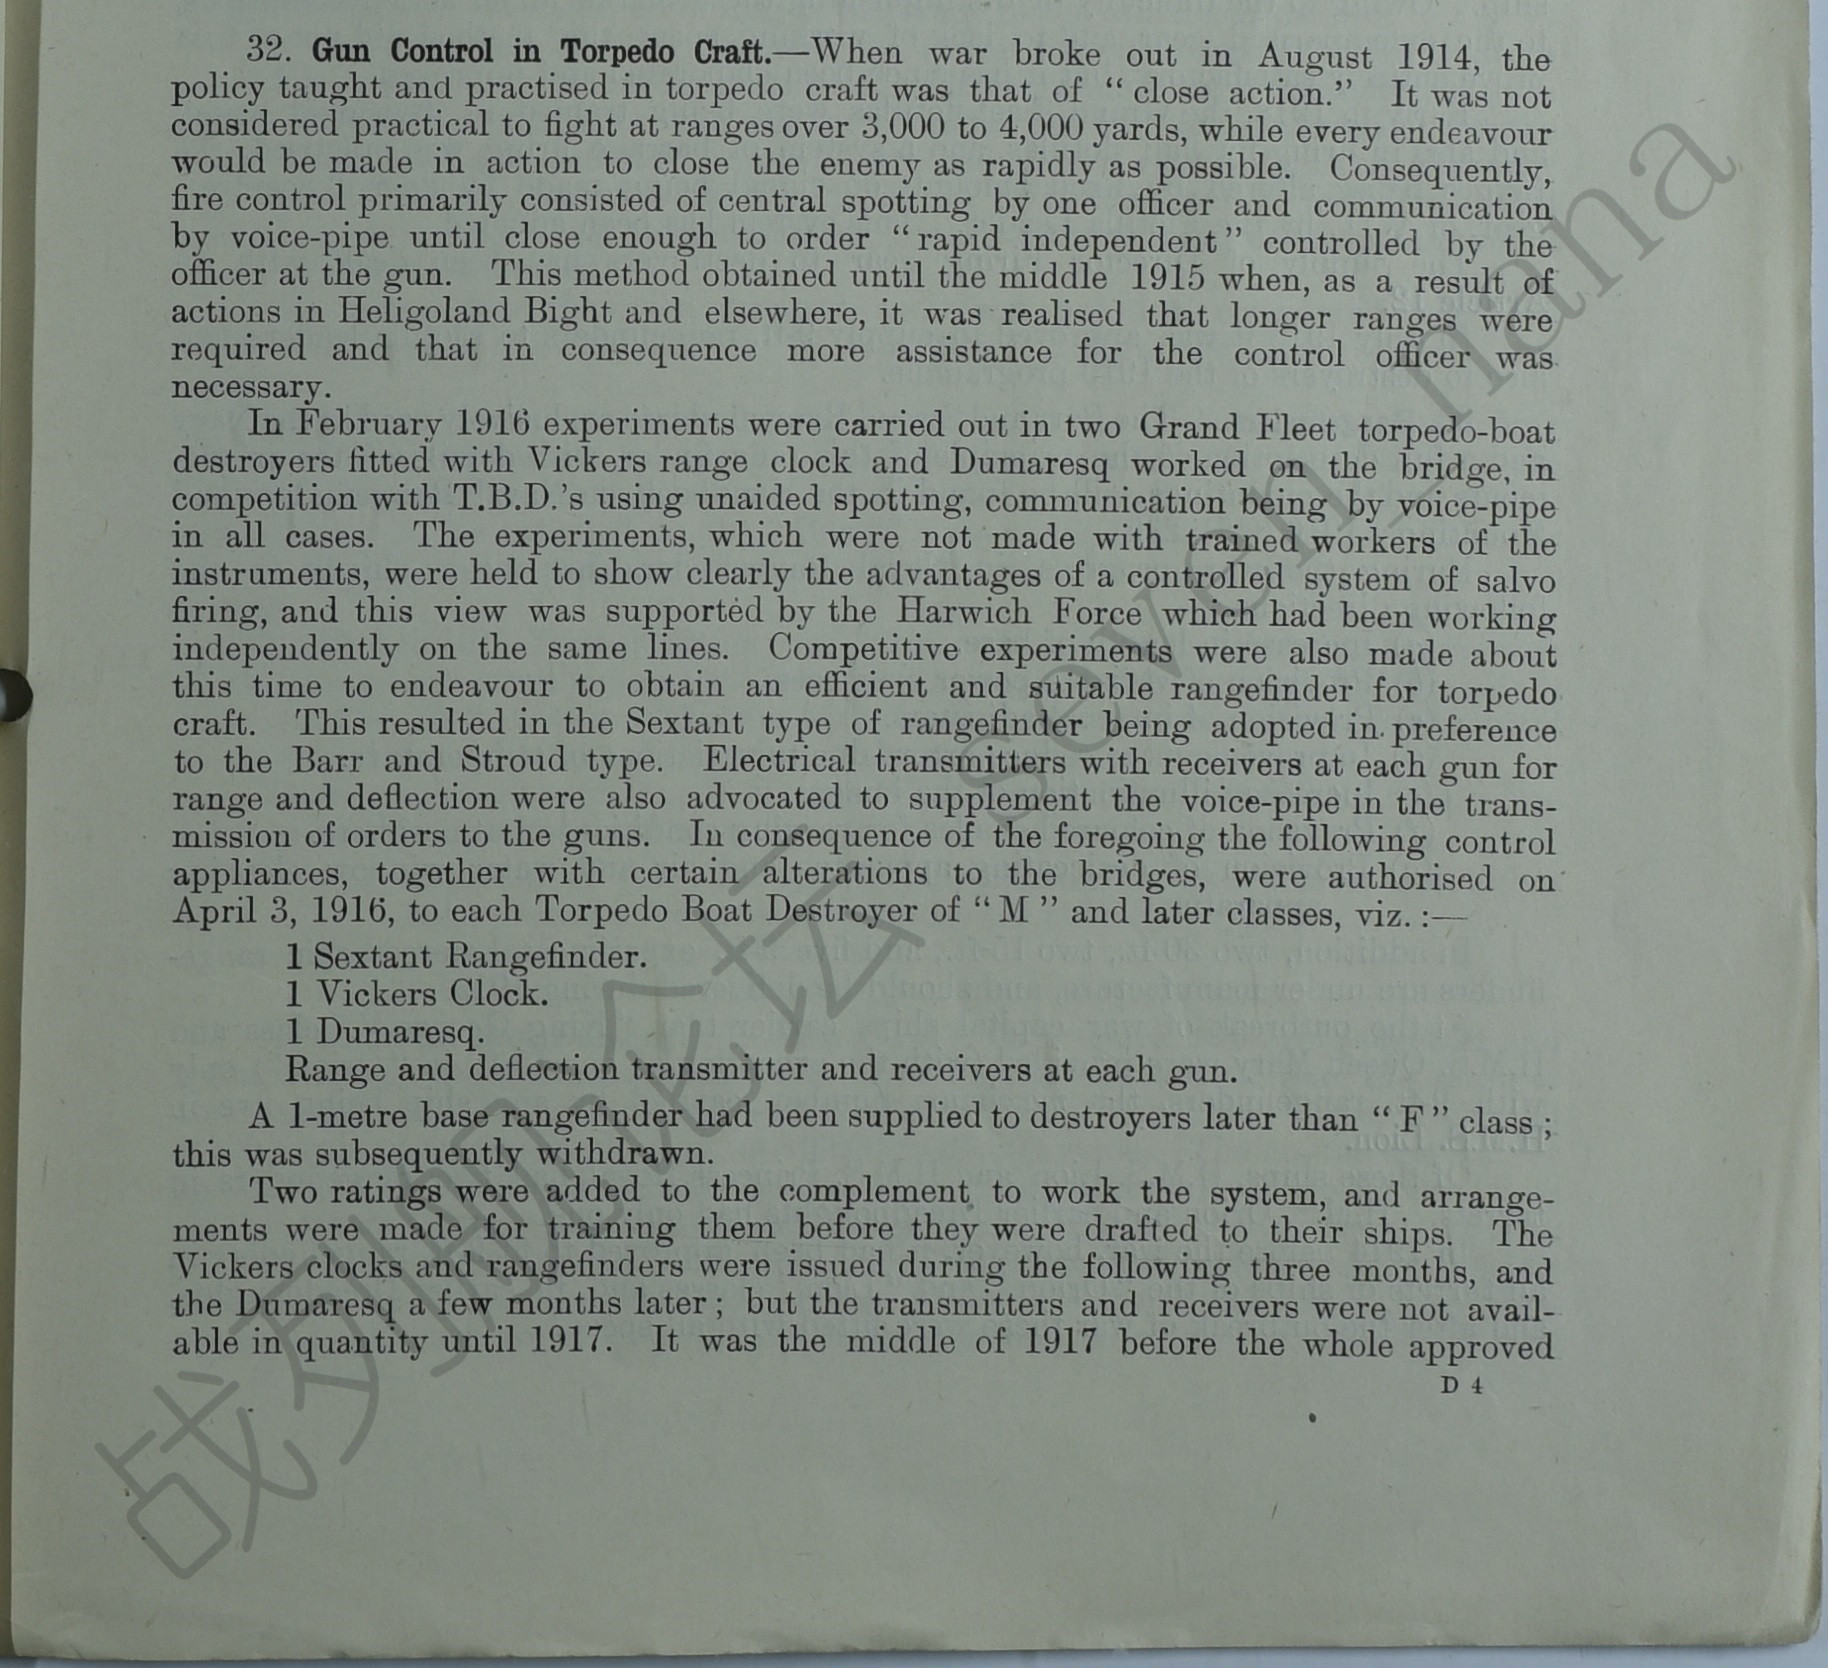 32. Gun Control in Torpedo Craft.—When war broke out in August 1914, the
policy taught and practised in torpedo craft was that of “ close action.” It was not
considered practical to fight at ranges over 3,000 to 4,000 yards, while every endeavour
would be made in action to close the enemy as rapidly as possible. Consequently,
fire control primarily consisted of central spotting by one officer and communication
by voice-pipe until close enough to order “ rapid independent ” controlled by the
officer at the gun. This method obtained until the middle 1915 when, as a result of
actions in Heligoland Bight and elsewhere, it was realised that longer ranges were
required and that in consequence more assistance for the control officer was
necessary.
In February 1916 experiments were carried out in two Grand Fleet torpedo-boat
destroyers fitted with Vickers range clock and Dumaresq worked on the bridge, in
competition with T.B.D.’s using unaided spotting, communication being by voice-pipe
in all cases. The experiments, which were not made with trained workers of the
instruments, were held to show clearly the advantages of a controlled system of salvo
firing, and this view was supported by the Harwich Force which had been working
independently on the same lines. Competitive experiments were also made about
this time to endeavour to obtain an efficient and suitable rangefinder for torpedo
craft. This resulted in the Sextant type of rangefinder being adopted in preference
to the Barr and Stroud type. Electrical transmitters with receivers at each gun for
range and deflection were also advocated to supplement the voice-pipe in the trans-
mission of orders to the guns. In consequence of the foregoing the following control
appliances, together with certain alterations to the bridges, were authorised on
April 3, 1916, to each Torpedo Boat Destroyer of “ M ” and later classes, viz. :—
1 Sextant Rangefinder.
1 Vickers Clock.
1 Dumaresq.
Range and deflection transmitter and receivers at each gun.
A 1-metre base rangefinder had been supplied to destroyers later than “ F ” class ;
this was subsequently withdrawn.
Two ratings were added to the complement to work the system, and arrange-
ments were made for training them before they were drafted to their ships. The
Vickers clocks and rangefinders were issued during the following three months, and
the Dumaresq a few months later ; but the transmitters and receivers were not avail-
able in quantity until 1917. It was the middle of 1917 before the whole approved
D 4
战列舰论坛 seven_nana